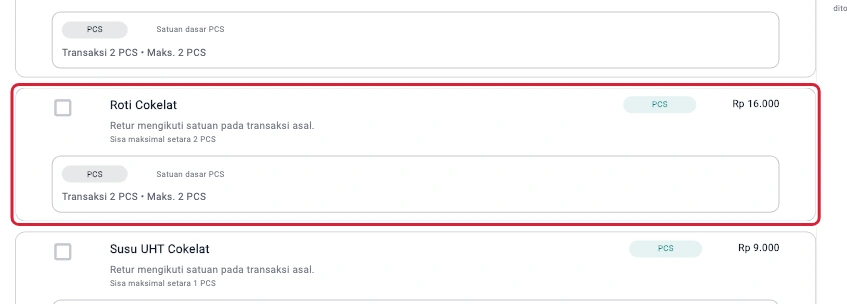 PCS Satuan dasar PCS
Transaksi 2 PCS • Maks. 2 PCS
Roti Cokelat PCS Rp 16.000
Retur mengikuti satuan pada transaksi asal.
Sisa maksimal setara 2 PCS
PCS Satuan dasar PCS
Transaksi 2 PCS • Maks. 2 PCS
Susu UHT Cokelat PCS Rp 9.000
Retur mengikuti satuan pada transaksi asal.
Sisa maksimal setara 1 PCS